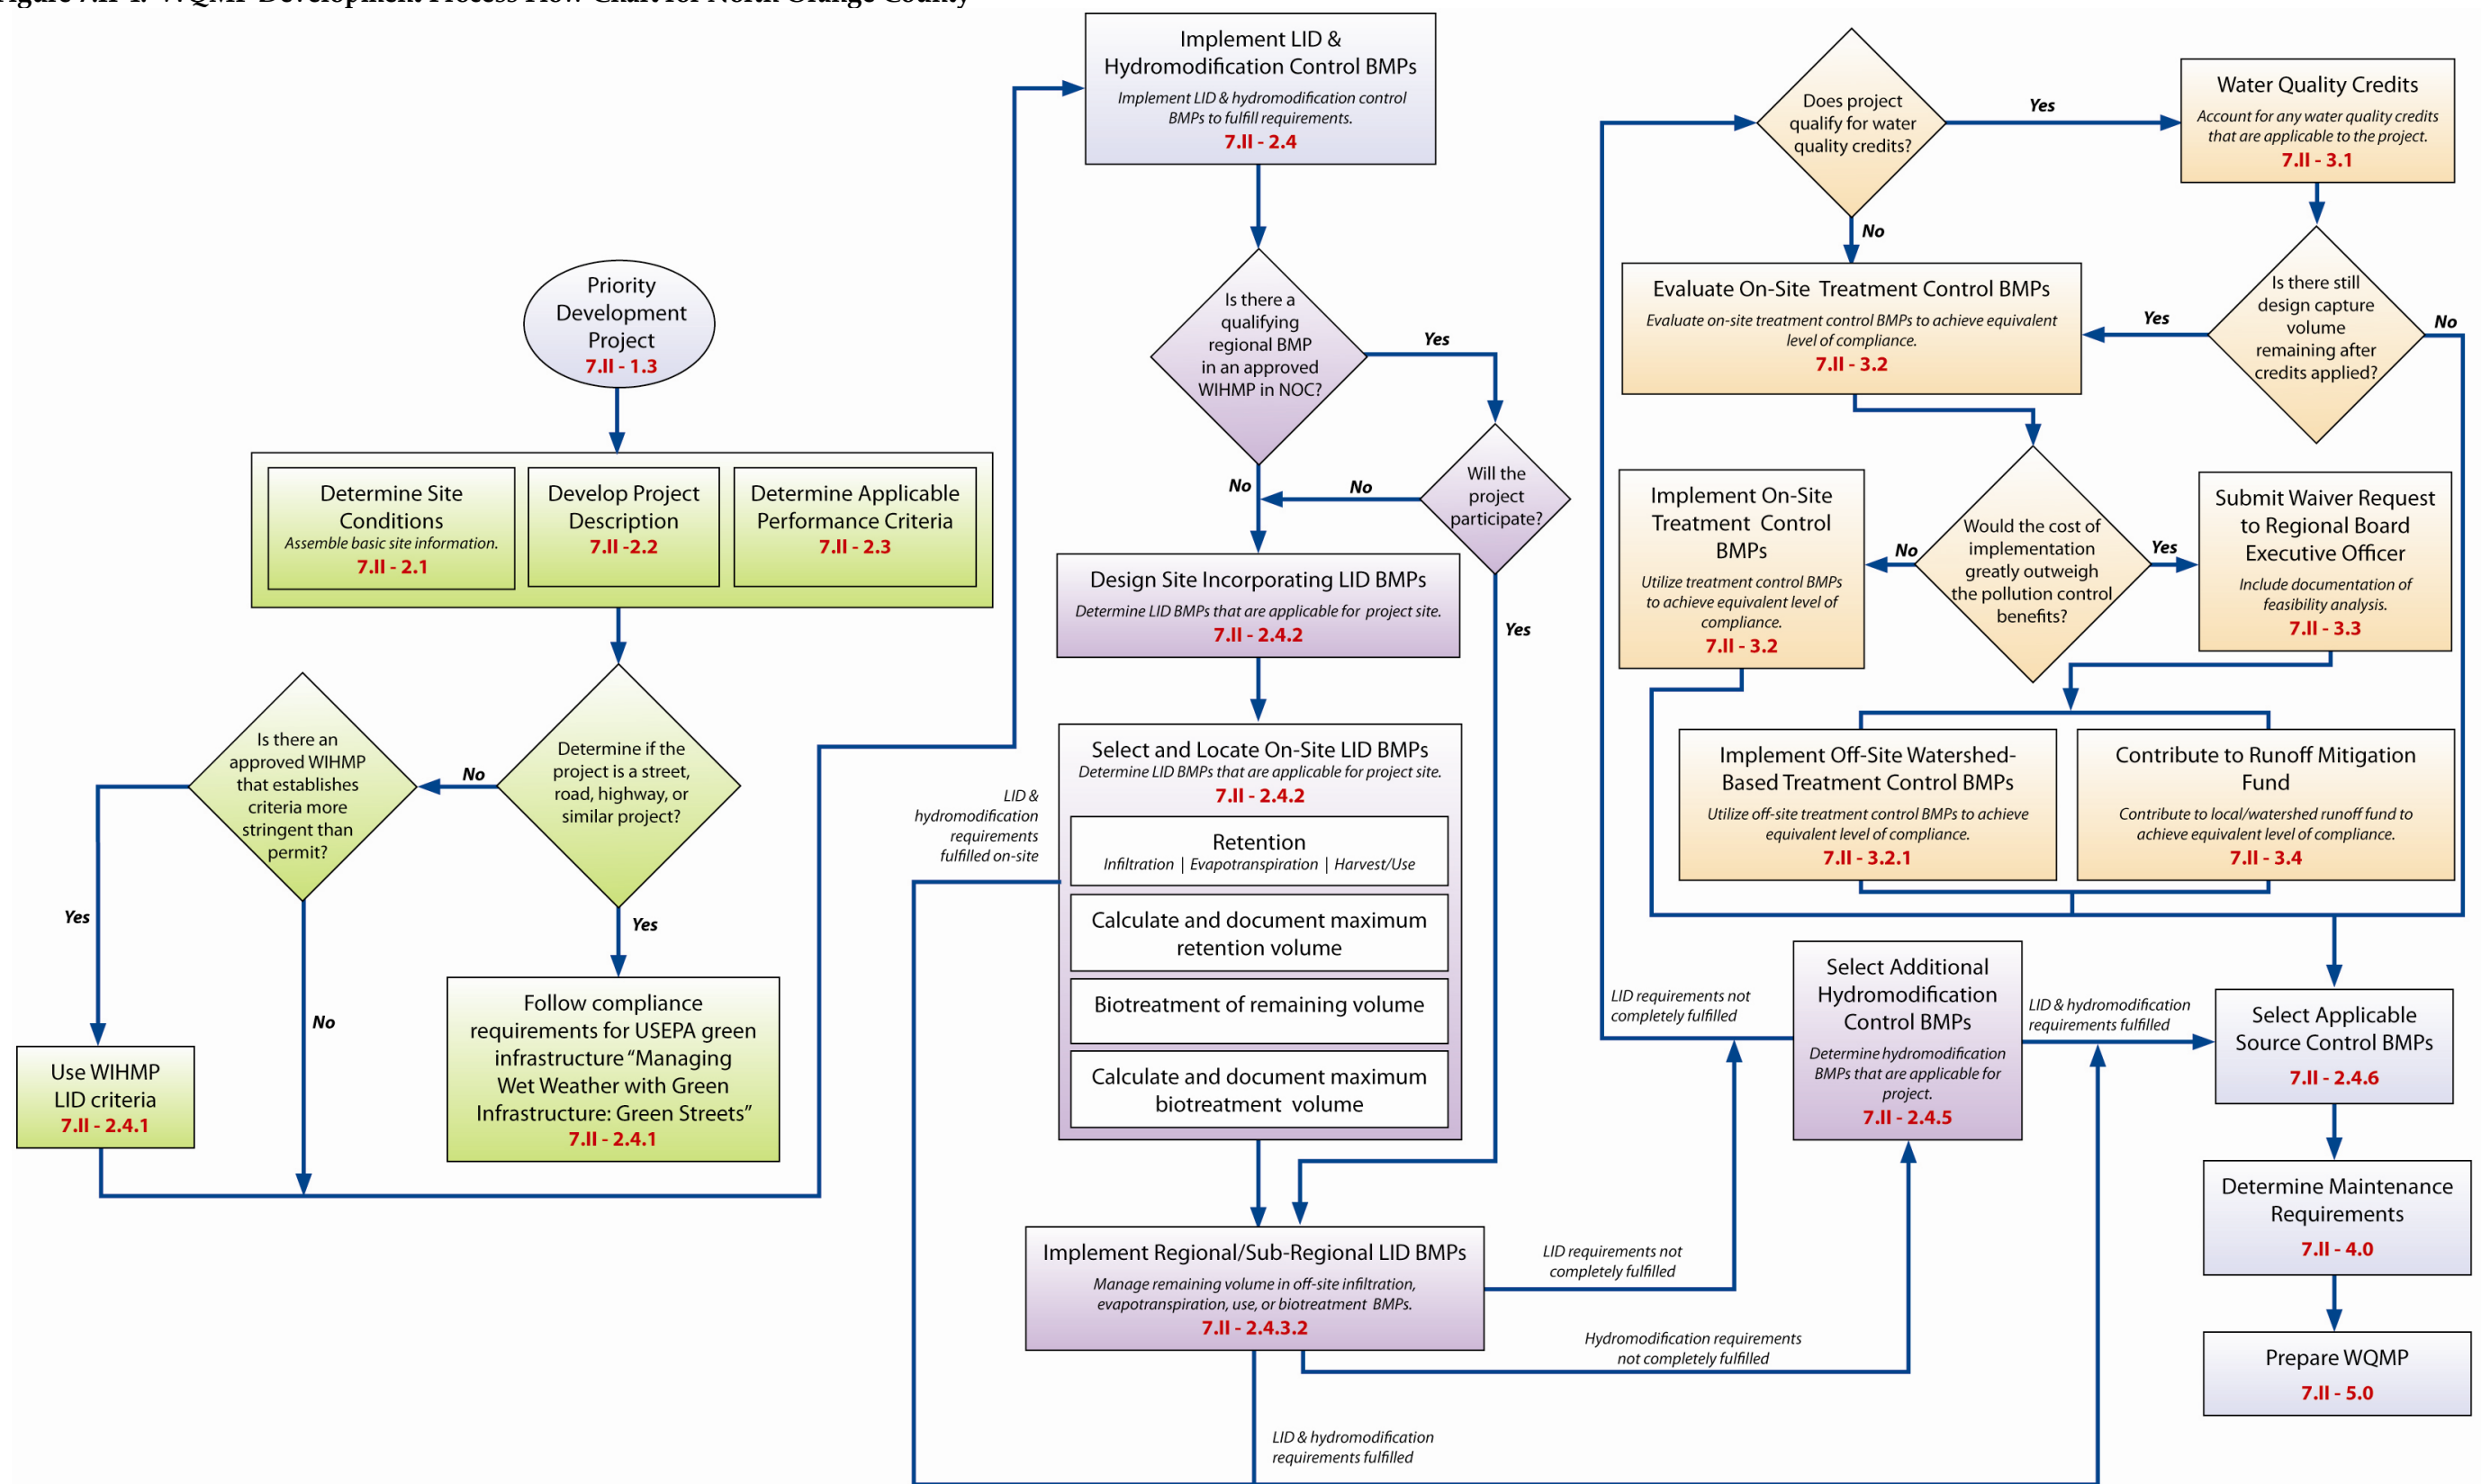 Figure 7.II-1. WQMP Development Process Flow Chart for North Orange County
Priority
Development
Project
7.II - 1.3
Determine Site
Conditions
Assemble basic site information.
7.II - 2.1
Develop Project
Description
7.II -2.2
Determine Applicable
Performance Criteria
7.II - 2.3
Determine if the
project is a street,
road, highway, or
similar project?
No
Yes
Is there an
approved WIHMP
that establishes
criteria more
stringent than
permit?
Yes
No
Use WIHMP
LID criteria
7.II - 2.4.1
Follow compliance
requirements for USEPA green
infrastructure “Managing
Wet Weather with Green
Infrastructure: Green Streets”
7.II - 2.4.1
Implement LID &
Hydromodification Control BMPs
Implement LID & hydromodification control
BMPs to fulfill requirements.
7.II - 2.4
Is there a
qualifying
regional BMP
in an approved
WIHMP in NOC?
Yes
No
Will the
project
participate?
No
Yes
Design Site Incorporating LID BMPs
Determine LID BMPs that are applicable for project site.
7.II - 2.4.2
Select and Locate On-Site LID BMPs
Determine LID BMPs that are applicable for project site.
7.II - 2.4.2
Retention
Infiltration | Evapotranspiration | Harvest/Use
Calculate and document maximum
retention volume
Biotreatment of remaining volume
Calculate and document maximum
biotreatment volume
LID &
hydromodification
requirements
fulfilled on-site
Implement Regional/Sub-Regional LID BMPs
Manage remaining volume in off-site infiltration,
evapotranspiration, use, or biotreatment BMPs.
7.II - 2.4.3.2
LID requirements not
completely fulfilled
Hydromodification requirements
not completely fulfilled
LID & hydromodification
requirements fulfilled
Does project
qualify for water
quality credits?
Yes
No
Water Quality Credits
Account for any water quality credits
that are applicable to the project.
7.II - 3.1
Is there still
design capture
volume
remaining after
credits applied?
Yes
No
Evaluate On-Site Treatment Control BMPs
Evaluate on-site treatment control BMPs to achieve equivalent
level of compliance.
7.II - 3.2
Would the cost of
implementation
greatly outweigh
the pollution control
benefits?
No
Yes
Implement On-Site
Treatment Control
BMPs
Utilize treatment control BMPs
to achieve equivalent level of
compliance.
7.II - 3.2
Submit Waiver Request
to Regional Board
Executive Officer
Include documentation of
feasibility analysis.
7.II - 3.3
Implement Off-Site Watershed-
Based Treatment Control BMPs
Utilize off-site treatment control BMPs to achieve
equivalent level of compliance.
7.II - 3.2.1
Contribute to Runoff Mitigation
Fund
Contribute to local/watershed runoff fund to
achieve equivalent level of compliance.
7.II - 3.4
LID requirements not
completely fulfilled
Select Additional
Hydromodification
Control BMPs
Determine hydromodification
BMPs that are applicable for
project.
7.II - 2.4.5
LID & hydromodification
requirements fulfilled
Select Applicable
Source Control BMPs
7.II - 2.4.6
Determine Maintenance
Requirements
7.II - 4.0
Prepare WQMP
7.II - 5.0